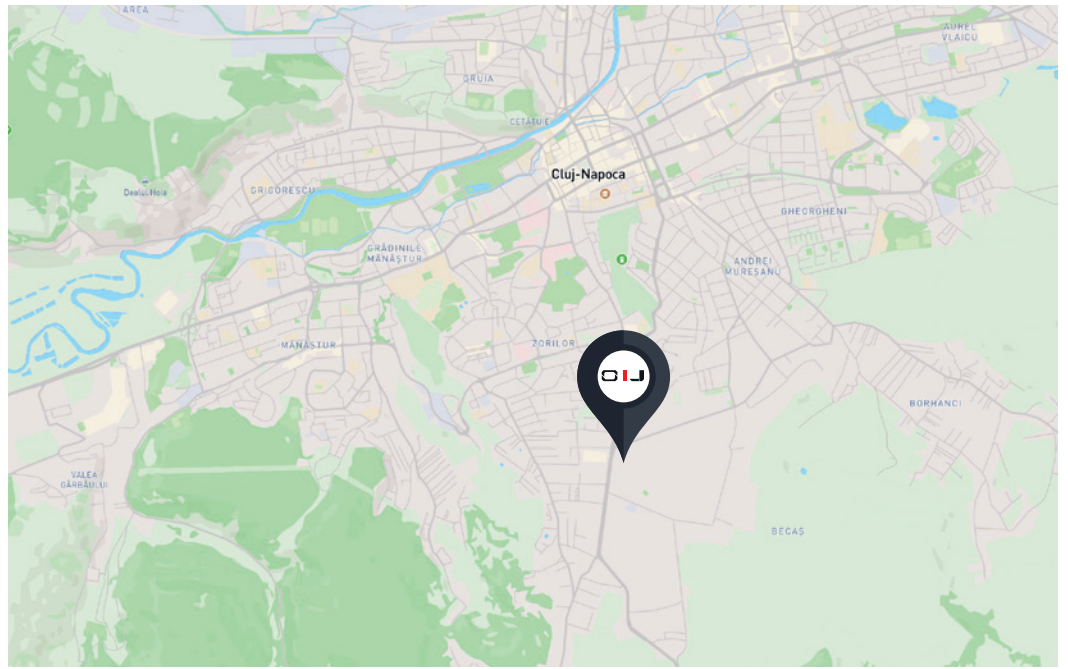 AREA
AUREL
VLAICU
GRUIA
CETĂȚUIE
Cluj-Napoca
Dealul Hoia
GRIGORESCU
GHEORGHENI
GRĂDINILE
MĂNĂȘTUR
ANDREI
MUREȘANU
MĂNĂȘTUR
ZORILOR
BORHANCI
VALEA
GÂRBĂULUI
BECAȘ